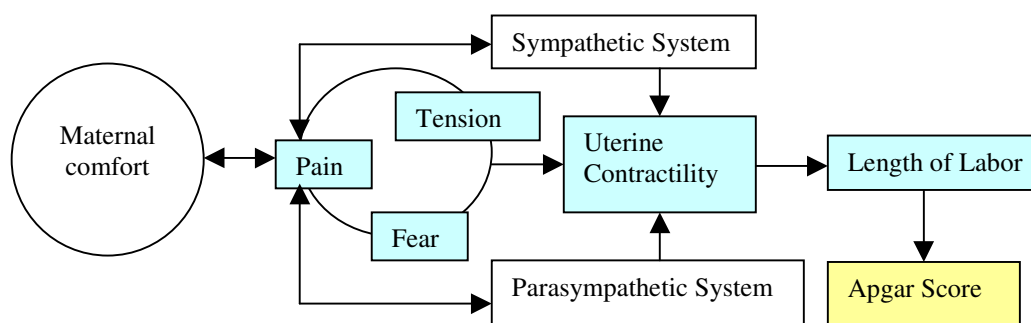 Sympathetic System
Maternal
comfort
Pain
Tension
Fear
Uterine
Contractility
Length of Labor
Parasympathetic System
Apgar Score